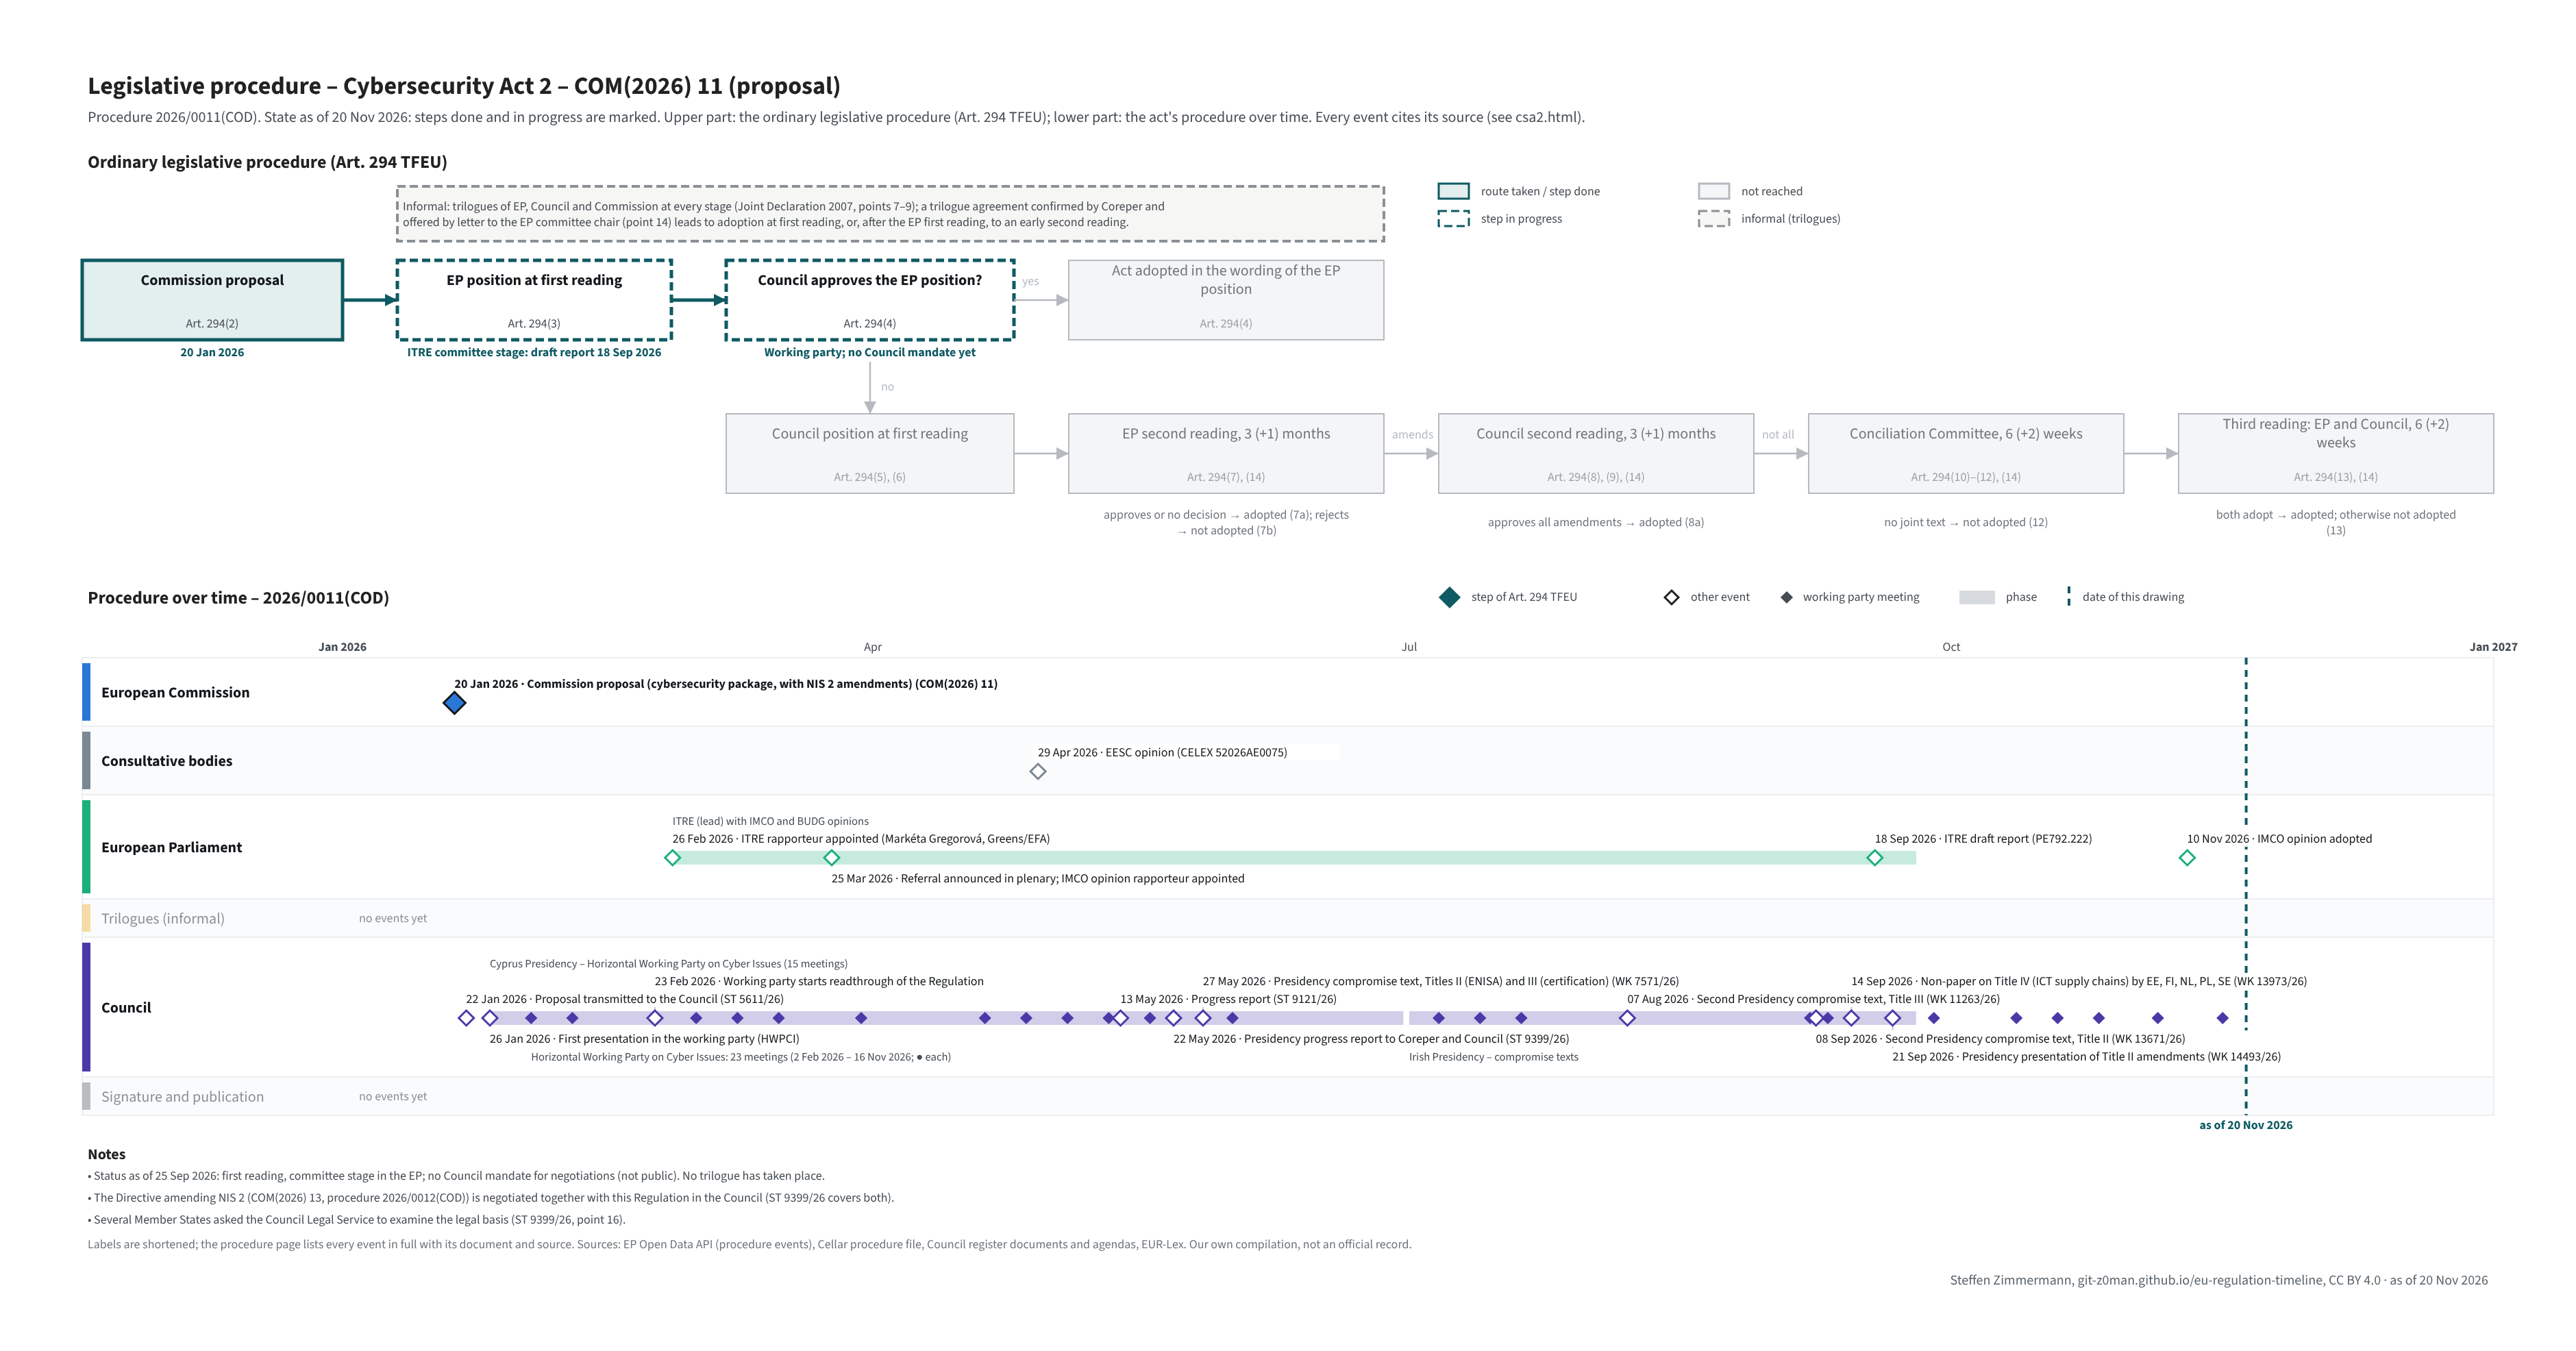 Legislative procedure – Cybersecurity Act 2 – COM(2026) 11 (proposal)
Procedure 2026/0011(COD). State as of 20 Nov 2026: steps done and in progress are marked. Upper part: the ordinary legislative procedure (Art. 294 TFEU); lower part: the act's procedure over time. Every event cites its source (see csa2.html).
Ordinary legislative procedure (Art. 294 TFEU)
Informal: trilogues of EP, Council and Commission at every stage (Joint Declaration 2007, points 7–9); a trilogue agreement confirmed by Coreper and
offered by letter to the EP committee chair (point 14) leads to adoption at first reading, or, after the EP first reading, to an early second reading.
route taken / step done
not reached
step in progress
informal (trilogues)
Commission proposal
Art. 294(2)
20 Jan 2026
EP position at first reading
Art. 294(3)
ITRE committee stage: draft report 18 Sep 2026
Council approves the EP position?
Art. 294(4)
Working party; no Council mandate yet
yes
Act adopted in the wording of the EP
position
Art. 294(4)
no
Council position at first reading
Art. 294(5), (6)
EP second reading, 3 (+1) months
Art. 294(7), (14)
approves or no decision → adopted (7a); rejects
→ not adopted (7b)
amends
Council second reading, 3 (+1) months
Art. 294(8), (9), (14)
approves all amendments → adopted (8a)
not all
Conciliation Committee, 6 (+2) weeks
Art. 294(10)–(12), (14)
no joint text → not adopted (12)
Third reading: EP and Council, 6 (+2)
weeks
Art. 294(13), (14)
both adopt → adopted; otherwise not adopted
(13)
Procedure over time – 2026/0011(COD)
step of Art. 294 TFEU
other event
working party meeting
phase
date of this drawing
Jan 2026
Apr
Jul
Oct
Jan 2027
European Commission
20 Jan 2026 · Commission proposal (cybersecurity package, with NIS 2 amendments) (COM(2026) 11)
Consultative bodies
29 Apr 2026 · EESC opinion (CELEX 52026AE0075)
European Parliament
ITRE (lead) with IMCO and BUDG opinions
26 Feb 2026 · ITRE rapporteur appointed (Markéta Gregorová, Greens/EFA)
18 Sep 2026 · ITRE draft report (PE792.222)
10 Nov 2026 · IMCO opinion adopted
25 Mar 2026 · Referral announced in plenary; IMCO opinion rapporteur appointed
Trilogues (informal)
no events yet
Council
Cyprus Presidency – Horizontal Working Party on Cyber Issues (15 meetings)
23 Feb 2026 · Working party starts readthrough of the Regulation
27 May 2026 · Presidency compromise text, Titles II (ENISA) and III (certification) (WK 7571/26)
14 Sep 2026 · Non-paper on Title IV (ICT supply chains) by EE, FI, NL, PL, SE (WK 13973/26)
22 Jan 2026 · Proposal transmitted to the Council (ST 5611/26)
13 May 2026 · Progress report (ST 9121/26)
07 Aug 2026 · Second Presidency compromise text, Title III (WK 11263/26)
26 Jan 2026 · First presentation in the working party (HWPCI)
22 May 2026 · Presidency progress report to Coreper and Council (ST 9399/26)
08 Sep 2026 · Second Presidency compromise text, Title II (WK 13671/26)
Horizontal Working Party on Cyber Issues: 23 meetings (2 Feb 2026 – 16 Nov 2026; ● each)
Irish Presidency – compromise texts
21 Sep 2026 · Presidency presentation of Title II amendments (WK 14493/26)
Signature and publication
no events yet
as of 20 Nov 2026
Notes
• Status as of 25 Sep 2026: first reading, committee stage in the EP; no Council mandate for negotiations (not public). No trilogue has taken place.
• The Directive amending NIS 2 (COM(2026) 13, procedure 2026/0012(COD)) is negotiated together with this Regulation in the Council (ST 9399/26 covers both).
• Several Member States asked the Council Legal Service to examine the legal basis (ST 9399/26, point 16).
Labels are shortened; the procedure page lists every event in full with its document and source. Sources: EP Open Data API (procedure events), Cellar procedure file, Council register documents and agendas, EUR-Lex. Our own compilation, not an official record.
Steffen Zimmermann, git-z0man.github.io/eu-regulation-timeline, CC BY 4.0 · as of 20 Nov 2026